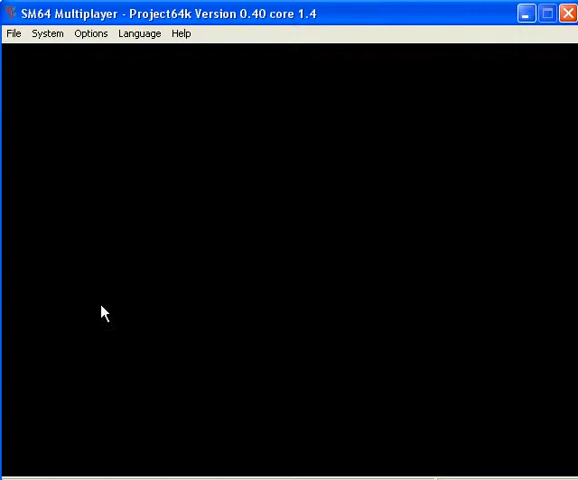 SM64 Multiplayer - Project64k Version 0.40 core 1.4
File System Options Language Help